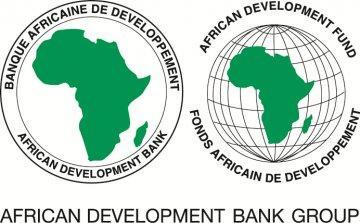 BANQUE AFRICAINE DE DEVELOPPEMENT
AFRICAN DEVELOPMENT BANK
AFRICAN DEVELOPMENT FUND
FONDS AFRICAIN DE DEVELOPPEMENT
AFRICAN DEVELOPMENT BANK GROUP